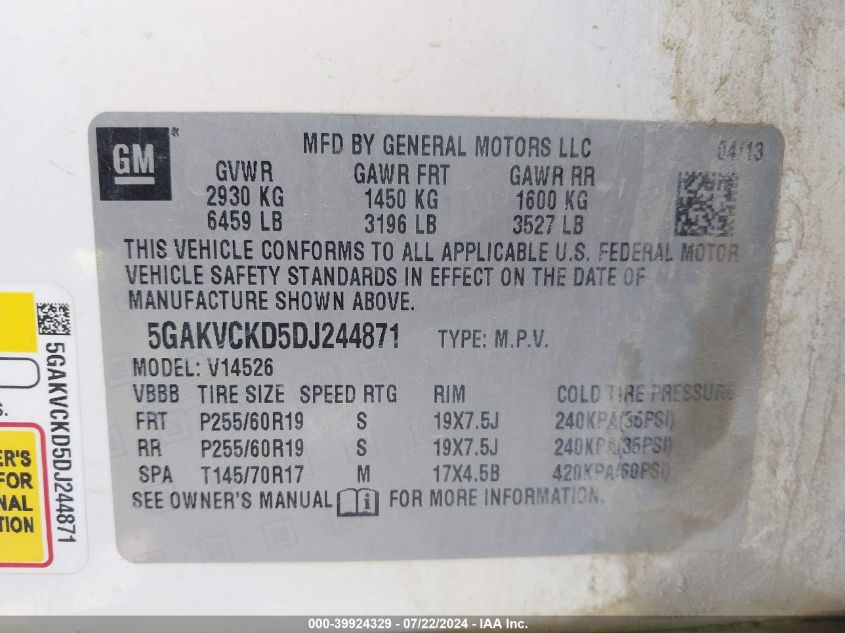 GM ®
MFD BY GENERAL MOTORS LLC 04/13
GVWR GAWR FRT GAWR RR
2930 KG 1450 KG 1600 KG
6459 LB 3196 LB 3527 LB
THIS VEHICLE CONFORMS TO ALL APPLICABLE U.S. FEDERAL MOTOR
VEHICLE SAFETY STANDARDS IN EFFECT ON THE DATE OF
MANUFACTURE SHOWN ABOVE.
5GAKVCKD5DJ244871 TYPE: M.P.V.
MODEL: V14526
VBBB TIRE SIZE SPEED RTG RIM COLD TIRE PRESSURE
FRT P255/60R19 S 19X7.5J 240KPA(35PSI)
RR P255/60R19 S 19X7.5J 240KPA(35PSI)
SPA T145/70R17 M 17X4.5B 420KPA/60PSI)
SEE OWNER'S MANUAL FOR MORE INFORMATION.
5GAKVCKD5DJ244871
S.
ER'S
FOR
NAL
TION
000-39924329 - 07/22/2024 - IAA Inc.